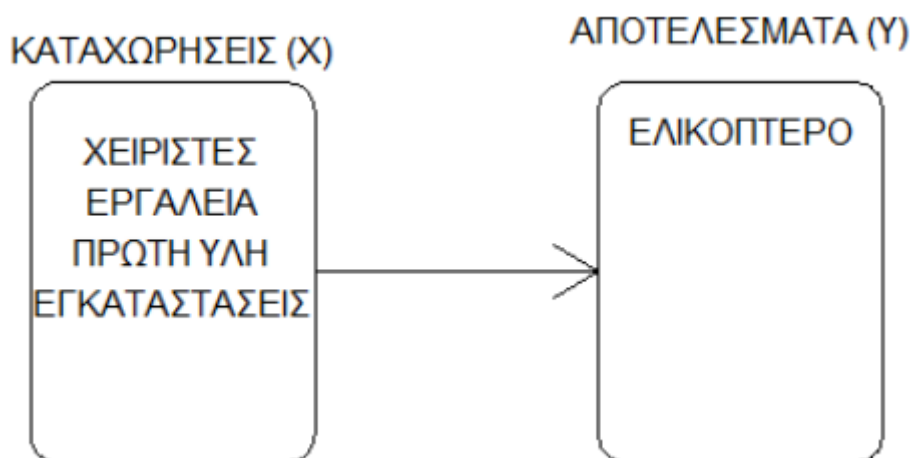 ΚΑΤΑΧΩΡΗΣΕΙΣ (Χ)
ΧΕΙΡΙΣΤΕΣ
ΕΡΓΑΛΕΙΑ
ΠΡΩΤΗ ΥΛΗ
ΕΓΚΑΤΑΣΤΑΣΕΙΣ
ΑΠΟΤΕΛΕΣΜΑΤΑ (Υ)
ΕΛΙΚΟΠΤΕΡΟ